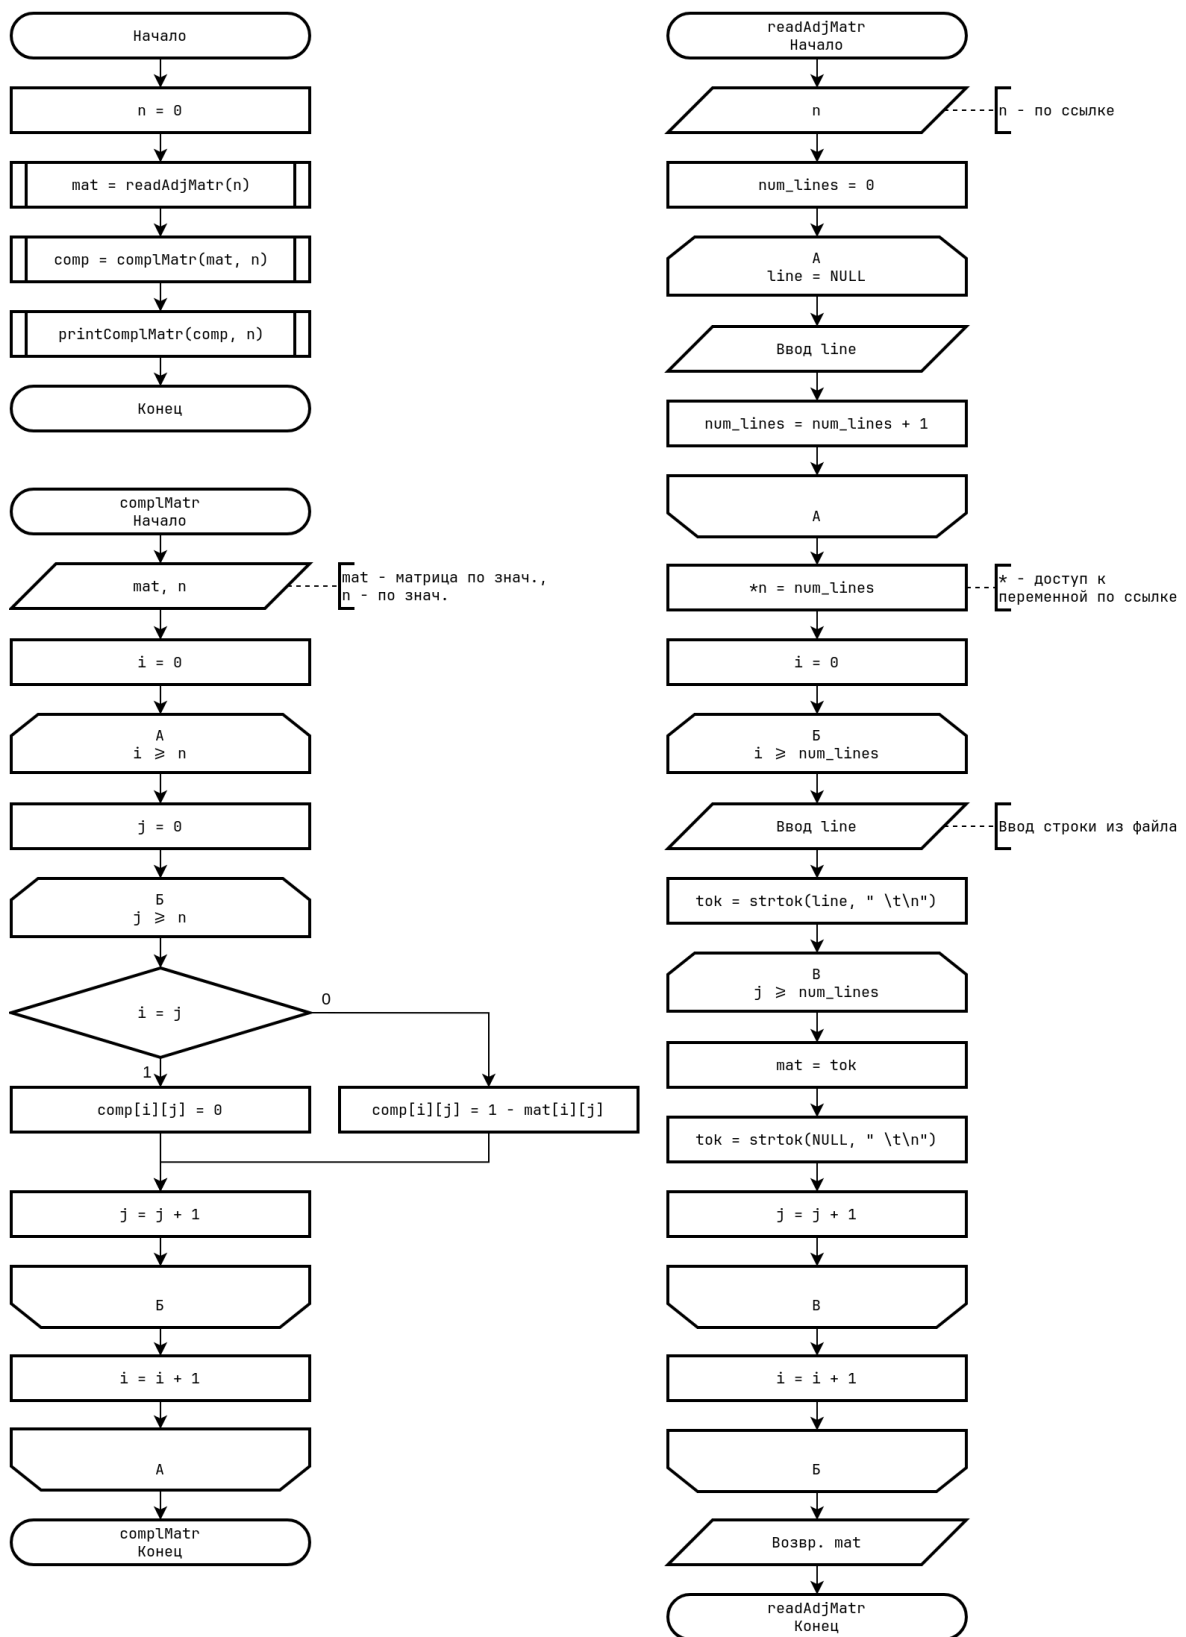 Начало
n = 0
mat = readAdjMatr(n)
comp = complMatr(mat, n)
printComplMatr(comp, n)
Конец
complMatr
Начало
mat, n
mat - матрица по знач.,
n - по знач.
i = 0
А
i ⩾ n
j = 0
Б
j ⩾ n
i = j
0
1
comp[i][j] = 0
comp[i][j] = 1 - mat[i][j]
j = j + 1
Б
i = i + 1
А
complMatr
Конец
readAdjMatr
Начало
n
n - по ссылке
num_lines = 0
А
line = NULL
Ввод line
num_lines = num_lines + 1
А
*n = num_lines
* - доступ к
переменной по ссылке
i = 0
Б
i ⩾ num_lines
Ввод line
Ввод строки из файла
tok = strtok(line, " \t\n")
В
j ⩾ num_lines
mat = tok
tok = strtok(NULL, " \t\n")
j = j + 1
В
i = i + 1
Б
Возвр. mat
readAdjMatr
Конец